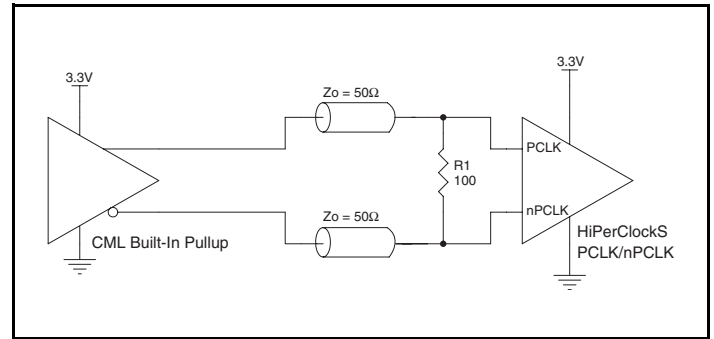 3.3V
3.3V
Zo = 50Ω
PCLK
R1
100
nPCLK
Zo = 50Ω
HiPerClockS
PCLK/nPCLK
CML Built-In Pullup